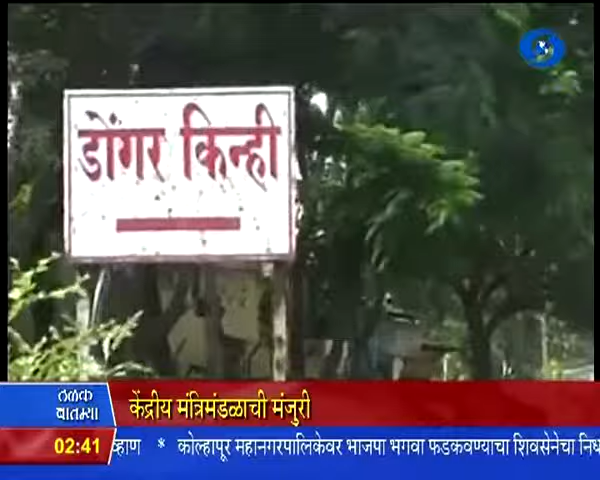 डोंगर किन्ही
ठळक
बातम्या
केंद्रीय मंत्रिमंडळाची मंजुरी
02:41
व्हाण * कोल्हापूर महानगरपालिकेवर भाजपा भगवा फडकवण्याचा शिवसेनेचा निध